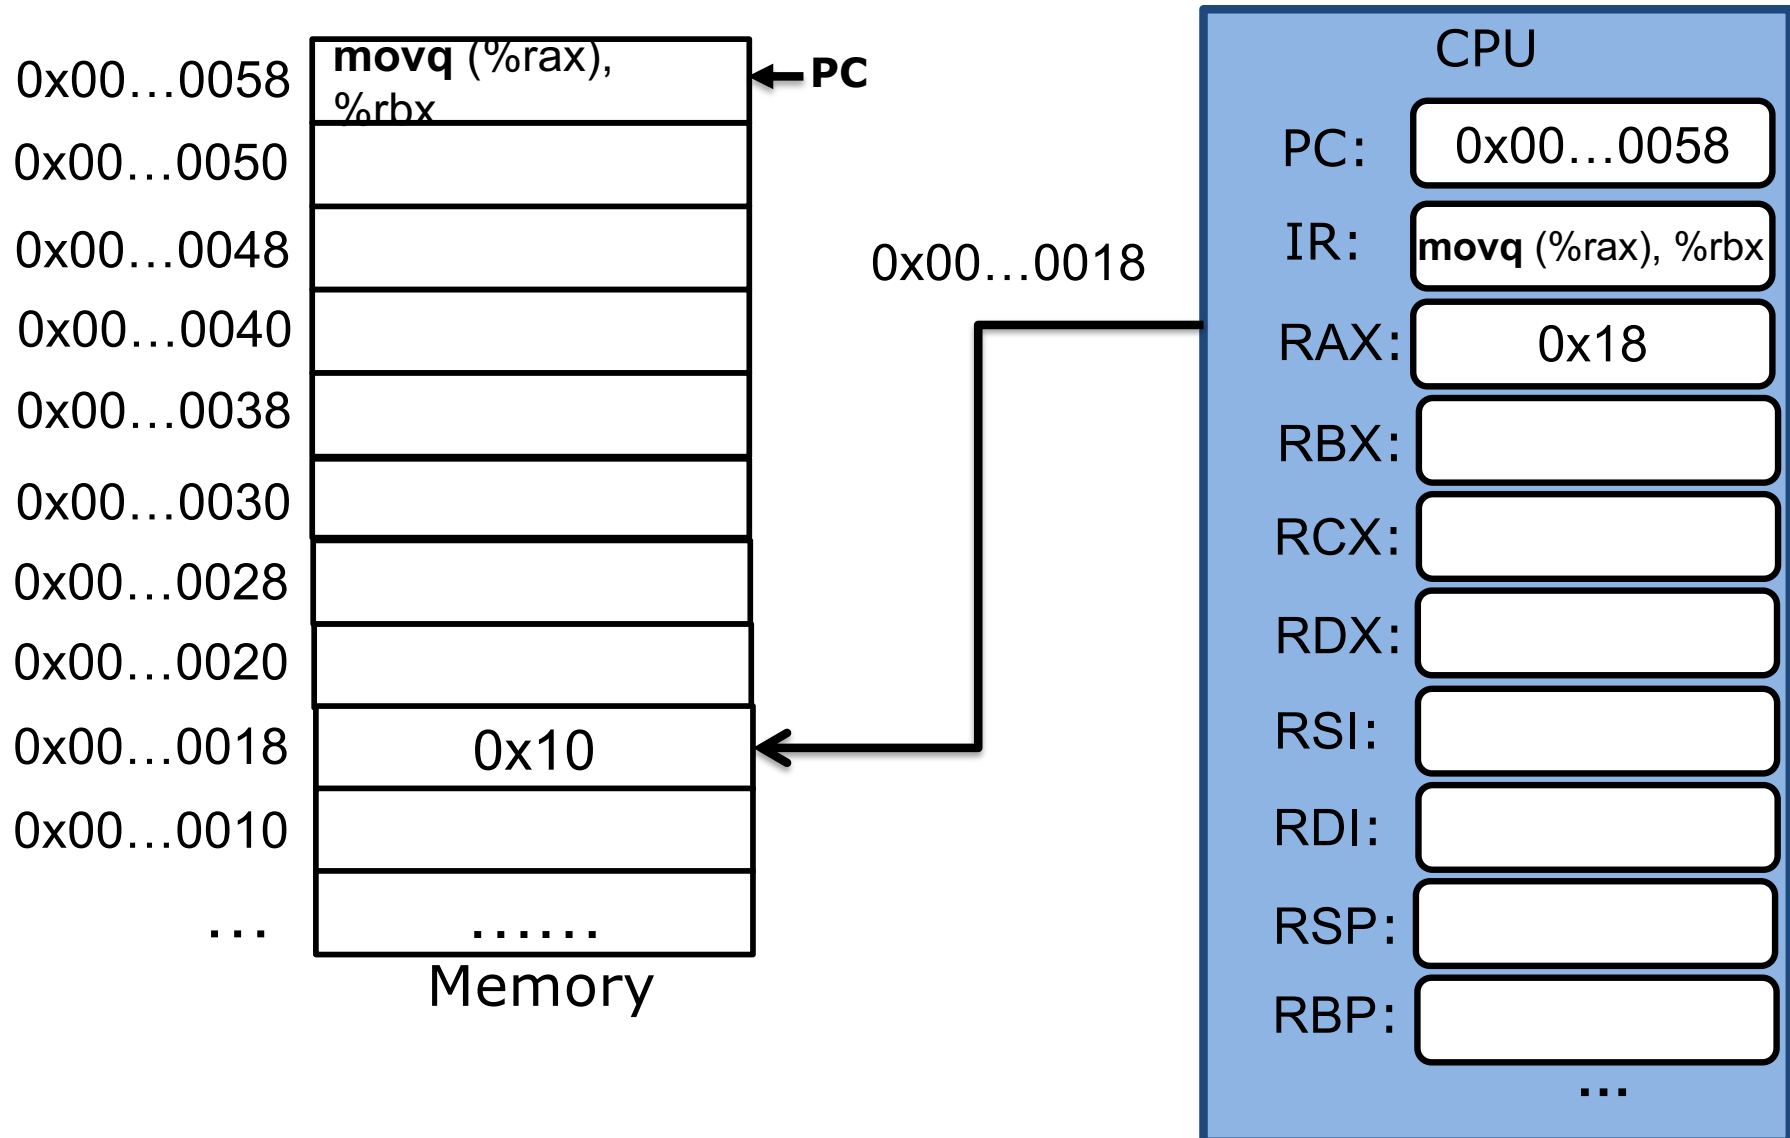 0x00…0058
movq (%rax),
%rbx
PC
0x00…0050
0x00…0048
0x00…0040
0x00…0038
0x00…0030
0x00…0028
0x00…0020
0x00…0018
0x10
0x00…0010
…
……
Memory
0x00…0018
CPU
PC:
0x00…0058
IR:
movq (%rax), %rbx
RAX:
0x18
RBX:
RCX:
RDX:
RSI:
RDI:
RSP:
RBP:
…